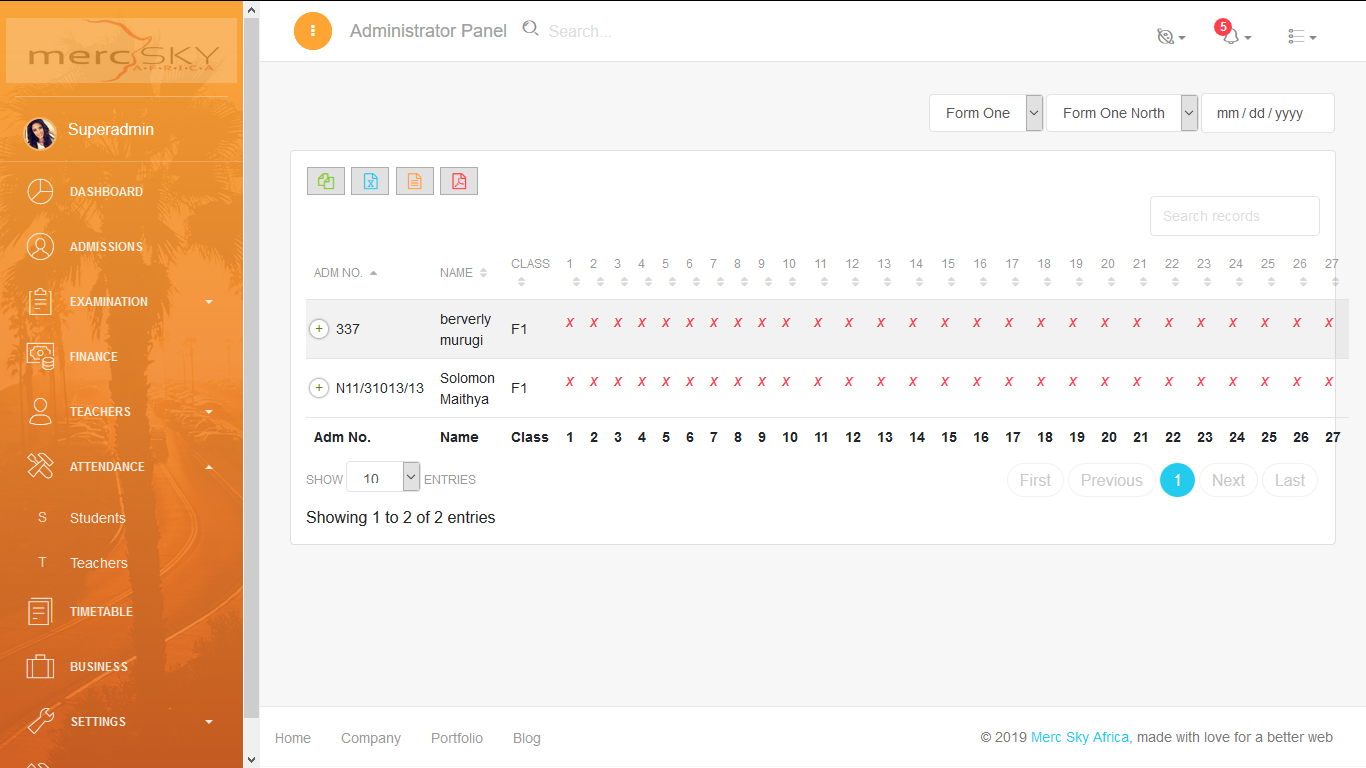 merc SKY
AFRICA
Superadmin
DASHBOARD
ADMISSIONS
EXAMINATION
FINANCE
TEACHERS
ATTENDANCE
S Students
T Teachers
TIMETABLE
BUSINESS
SETTINGS
Administrator Panel Search...
5
Form One Form One North mm / dd / yyyy
Search records
ADM NO. NAME CLASS 1 2 3 4 5 6 7 8 9 10 11 12 13 14 15 16 17 18 19 20 21 22 23 24 25 26 27
+ 337 berverly murugi F1 x x x x x x x x x x x x x x x x x x x x x x x x x x x
+ N11/31013/13 Solomon Maithya F1 x x x x x x x x x x x x x x x x x x x x x x x x x x x
Adm No. Name Class 1 2 3 4 5 6 7 8 9 10 11 12 13 14 15 16 17 18 19 20 21 22 23 24 25 26 27
SHOW 10 ENTRIES First Previous 1 Next Last
Showing 1 to 2 of 2 entries
Home Company Portfolio Blog © 2019 Merc Sky Africa, made with love for a better web